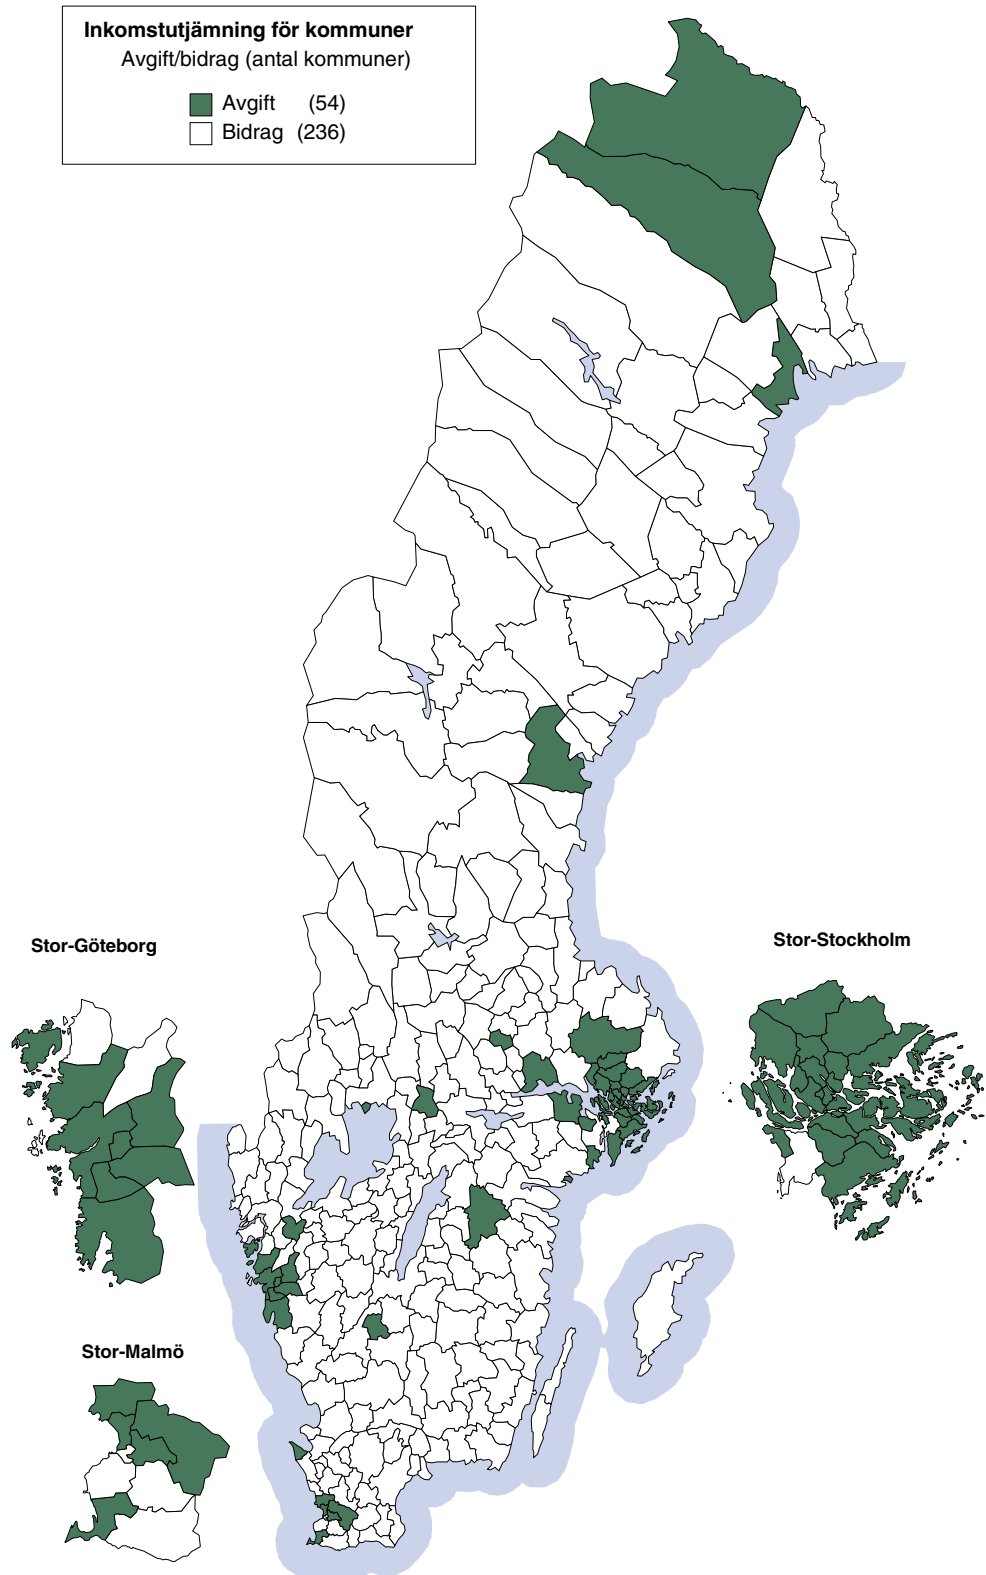 Inkomstutjämning för kommuner
Avgift/bidrag (antal kommuner)
Avgift (54)
Bidrag (236)
Stor-Göteborg
Stor-Stockholm
Stor-Malmö